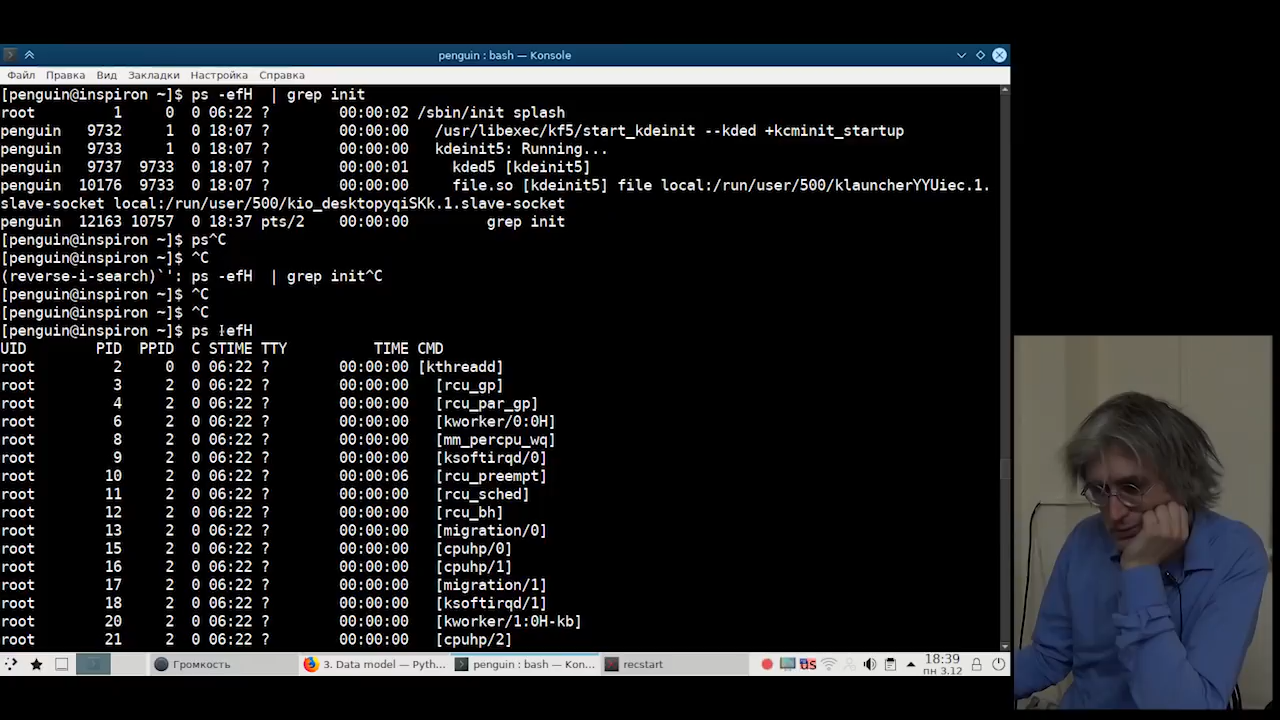 penguin : bash — Konsole
Файл Правка Вид Закладки Настройка Справка
[penguin@inspiron ~]$ ps -efH  | grep init
root         1     0  0 06:22 ?        00:00:02 /sbin/init splash
penguin   9732     1  0 18:07 ?        00:00:00   /usr/libexec/kf5/start_kdeinit --kded +kcminit_startup
penguin   9733     1  0 18:07 ?        00:00:00   kdeinit5: Running...
penguin   9737  9733  0 18:07 ?        00:00:01     kded5 [kdeinit5]
penguin  10176  9733  0 18:07 ?        00:00:00     file.so [kdeinit5] file local:/run/user/500/klauncherYYUiec.1.
slave-socket local:/run/user/500/kio_desktopyqiSKk.1.slave-socket
penguin  12163 10757  0 18:37 pts/2    00:00:00         grep init
[penguin@inspiron ~]$ ps^C
[penguin@inspiron ~]$ ^C
(reverse-i-search)`': ps -efH  | grep init^C
[penguin@inspiron ~]$ ^C
[penguin@inspiron ~]$ ^C
[penguin@inspiron ~]$ ps -efH
UID        PID  PPID  C STIME TTY          TIME CMD
root         2     0  0 06:22 ?        00:00:00 [kthreadd]
root         3     2  0 06:22 ?        00:00:00   [rcu_gp]
root         4     2  0 06:22 ?        00:00:00   [rcu_par_gp]
root         6     2  0 06:22 ?        00:00:00   [kworker/0:0H]
root         8     2  0 06:22 ?        00:00:00   [mm_percpu_wq]
root         9     2  0 06:22 ?        00:00:00   [ksoftirqd/0]
root        10     2  0 06:22 ?        00:00:06   [rcu_preempt]
root        11     2  0 06:22 ?        00:00:00   [rcu_sched]
root        12     2  0 06:22 ?        00:00:00   [rcu_bh]
root        13     2  0 06:22 ?        00:00:00   [migration/0]
root        15     2  0 06:22 ?        00:00:00   [cpuhp/0]
root        16     2  0 06:22 ?        00:00:00   [cpuhp/1]
root        17     2  0 06:22 ?        00:00:00   [migration/1]
root        18     2  0 06:22 ?        00:00:00   [ksoftirqd/1]
root        20     2  0 06:22 ?        00:00:00   [kworker/1:0H-kb]
root        21     2  0 06:22 ?        00:00:00   [cpuhp/2]
Громкость 3. Data model — Pyth... penguin : bash — Kon... recstart us 18:39
пн 3.12